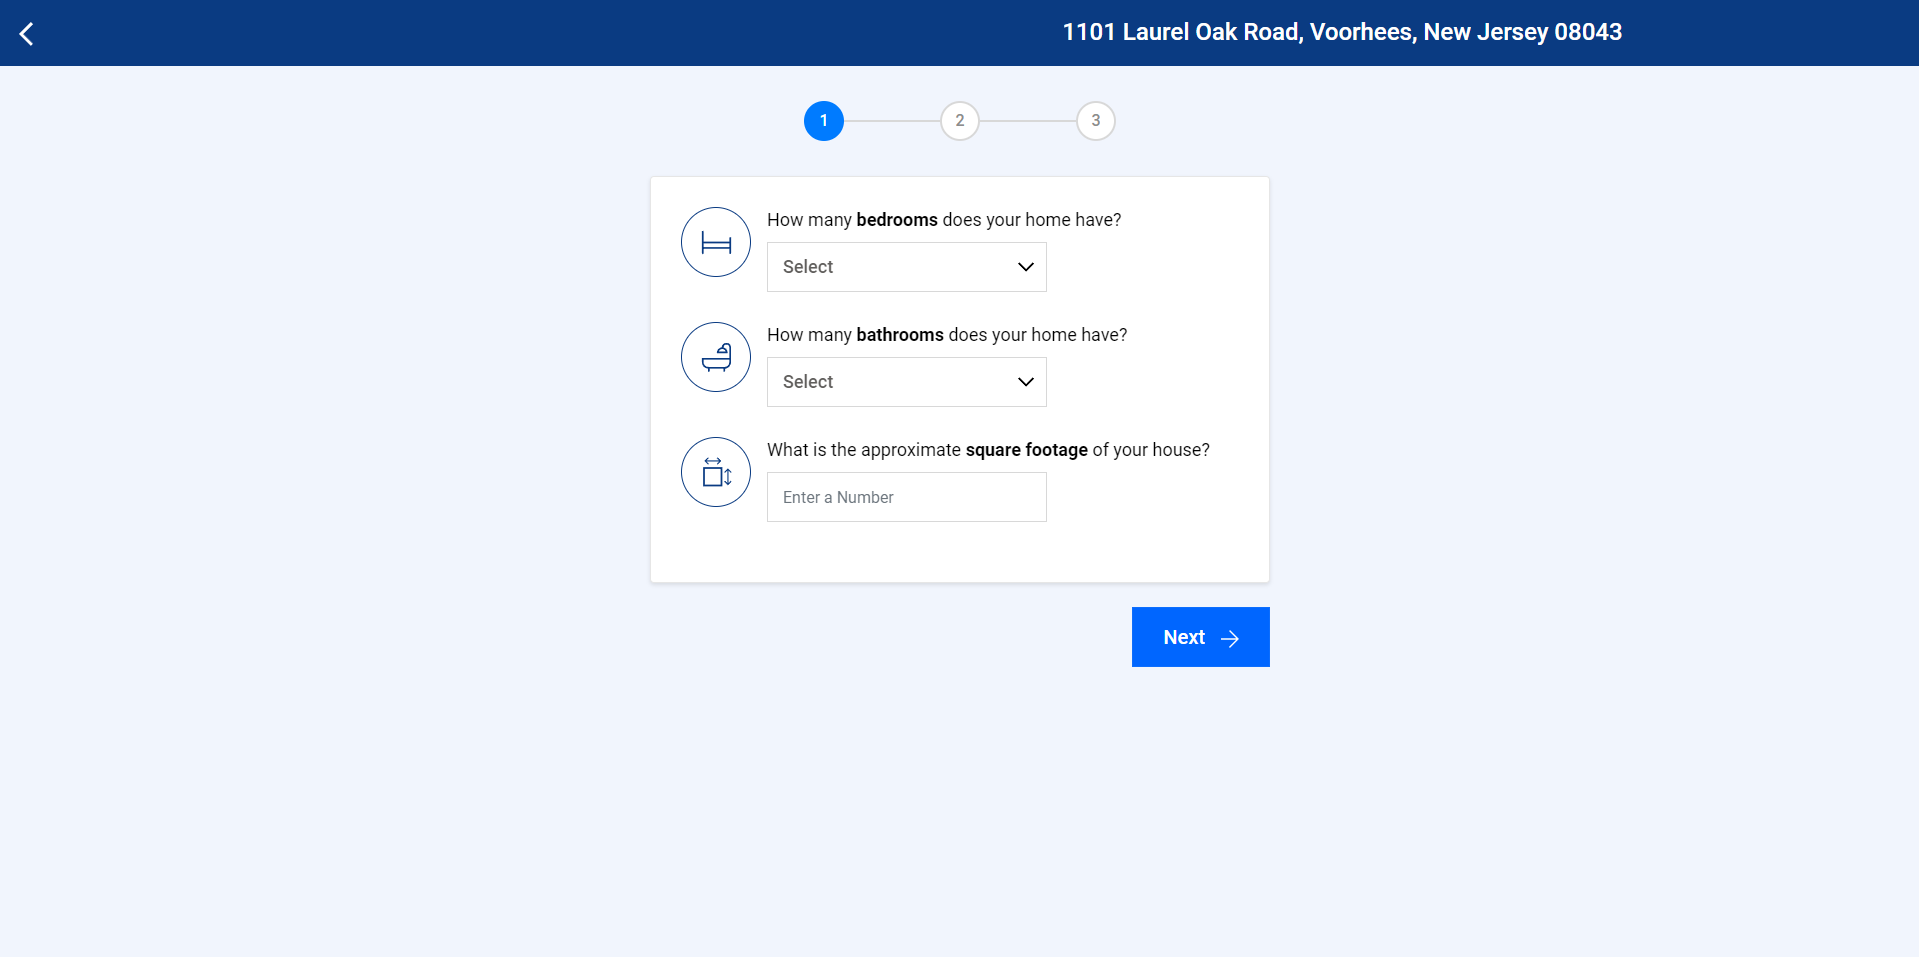 1101 Laurel Oak Road, Voorhees, New Jersey 08043
1 2 3
How many bedrooms does your home have?
Select
How many bathrooms does your home have?
Select
What is the approximate square footage of your house?
Enter a Number
Next